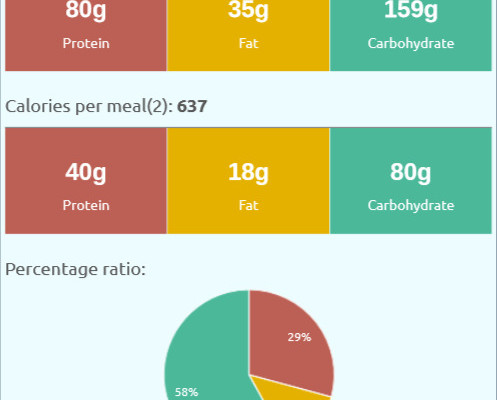 80g 35g 159g
Protein Fat Carbohydrate
Calories per meal(2): 637
40g 18g 80g
Protein Fat Carbohydrate
Percentage ratio:
29%
58%